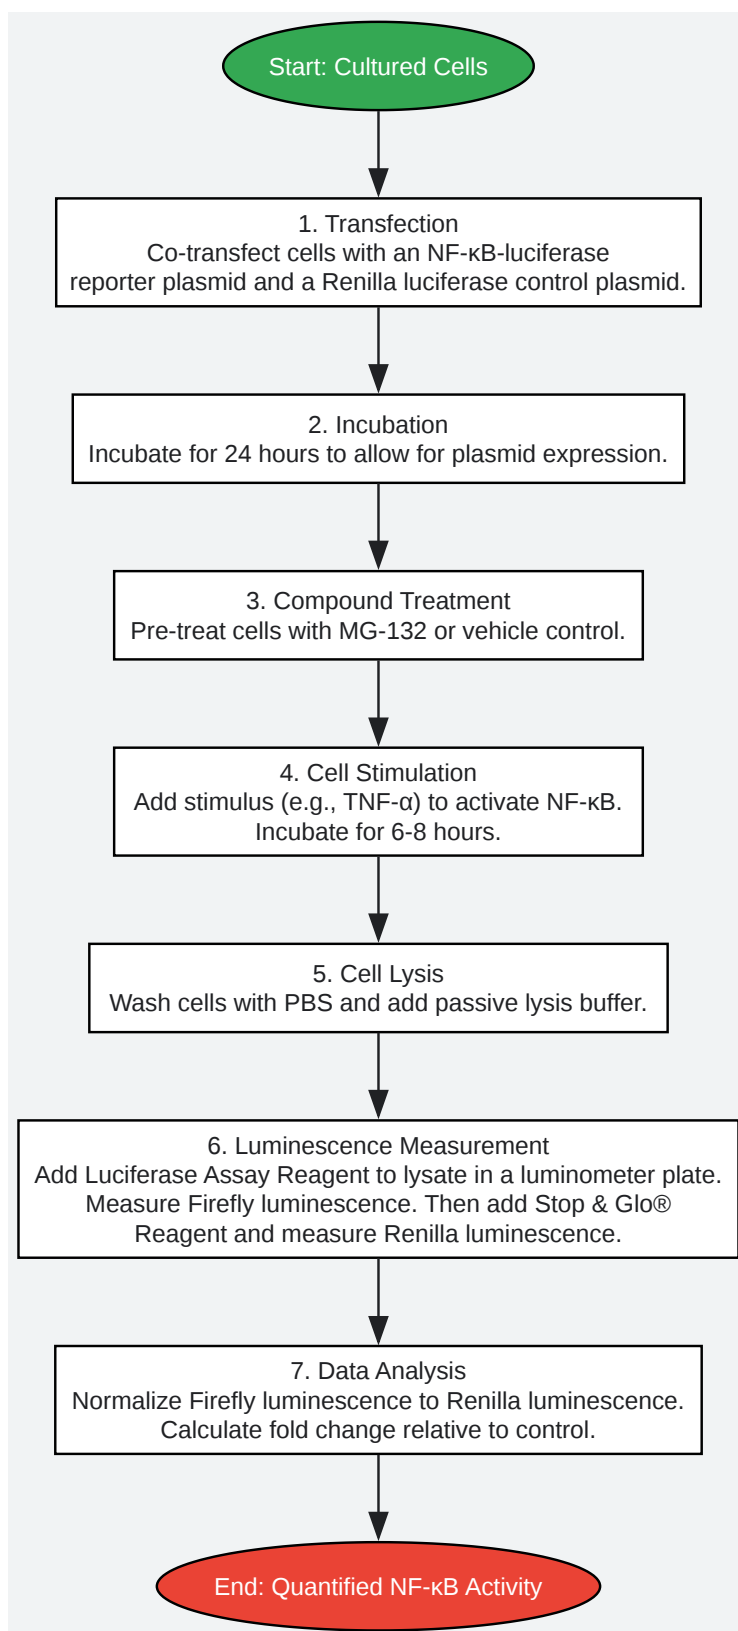 Start: Cultured Cells
1. Transfection
Co-transfect cells with an NF-κB-luciferase
reporter plasmid and a Renilla luciferase control plasmid.
2. Incubation
Incubate for 24 hours to allow for plasmid expression.
3. Compound Treatment
Pre-treat cells with MG-132 or vehicle control.
4. Cell Stimulation
Add stimulus (e.g., TNF-α) to activate NF-κB.
Incubate for 6-8 hours.
5. Cell Lysis
Wash cells with PBS and add passive lysis buffer.
6. Luminescence Measurement
Add Luciferase Assay Reagent to lysate in a luminometer plate.
Measure Firefly luminescence. Then add Stop & Glo®
Reagent and measure Renilla luminescence.
7. Data Analysis
Normalize Firefly luminescence to Renilla luminescence.
Calculate fold change relative to control.
End: Quantified NF-κB Activity